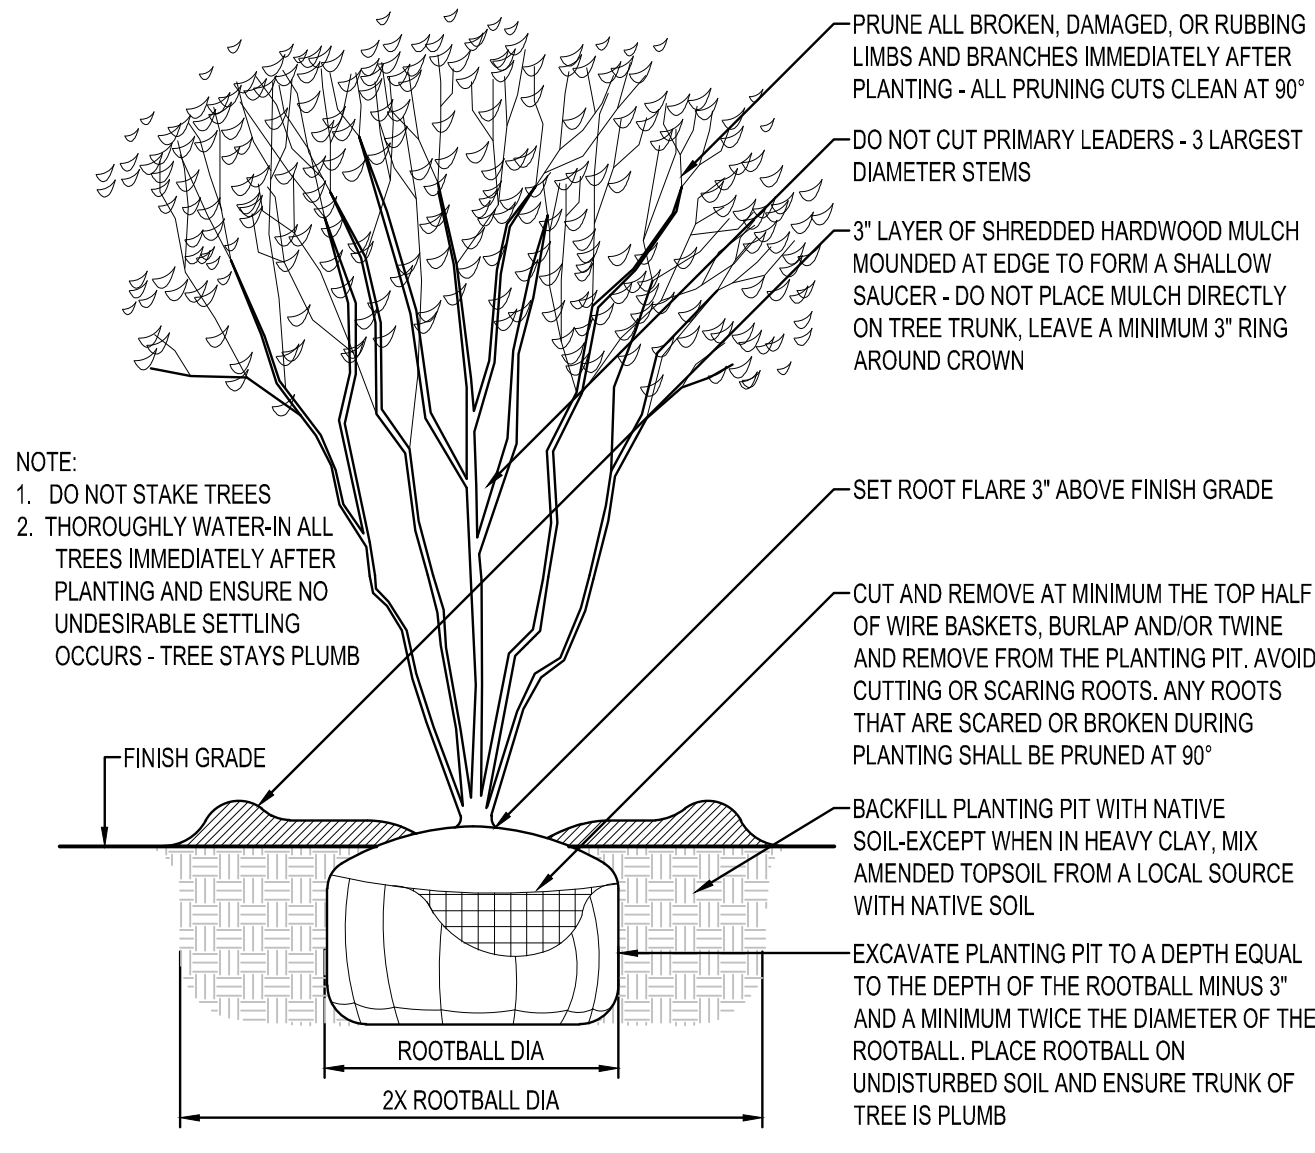 PRUNE ALL BROKEN, DAMAGED, OR RUBBING
LIMBS AND BRANCHES IMMEDIATELY AFTER
PLANTING - ALL PRUNING CUTS CLEAN AT 90°
DO NOT CUT PRIMARY LEADERS - 3 LARGEST
DIAMETER STEMS
3" LAYER OF SHREDDED HARDWOOD MULCH
MOUNDED AT EDGE TO FORM A SHALLOW
SAUCER - DO NOT PLACE MULCH DIRECTLY
ON TREE TRUNK, LEAVE A MINIMUM 3" RING
AROUND CROWN
NOTE:
1. DO NOT STAKE TREES
2. THOROUGHLY WATER-IN ALL
TREES IMMEDIATELY AFTER
PLANTING AND ENSURE NO
UNDESIRABLE SETTLING
OCCURS - TREE STAYS PLUMB
SET ROOT FLARE 3" ABOVE FINISH GRADE
CUT AND REMOVE AT MINIMUM THE TOP HALF
OF WIRE BASKETS, BURLAP AND/OR TWINE
AND REMOVE FROM THE PLANTING PIT. AVOID
CUTTING OR SCARING ROOTS. ANY ROOTS
THAT ARE SCARED OR BROKEN DURING
PLANTING SHALL BE PRUNED AT 90°
FINISH GRADE
BACKFILL PLANTING PIT WITH NATIVE
SOIL-EXCEPT WHEN IN HEAVY CLAY, MIX
AMENDED TOPSOIL FROM A LOCAL SOURCE
WITH NATIVE SOIL
EXCAVATE PLANTING PIT TO A DEPTH EQUAL
TO THE DEPTH OF THE ROOTBALL MINUS 3"
AND A MINIMUM TWICE THE DIAMETER OF THE
ROOTBALL. PLACE ROOTBALL ON
UNDISTURBED SOIL AND ENSURE TRUNK OF
TREE IS PLUMB
ROOTBALL DIA
2X ROOTBALL DIA